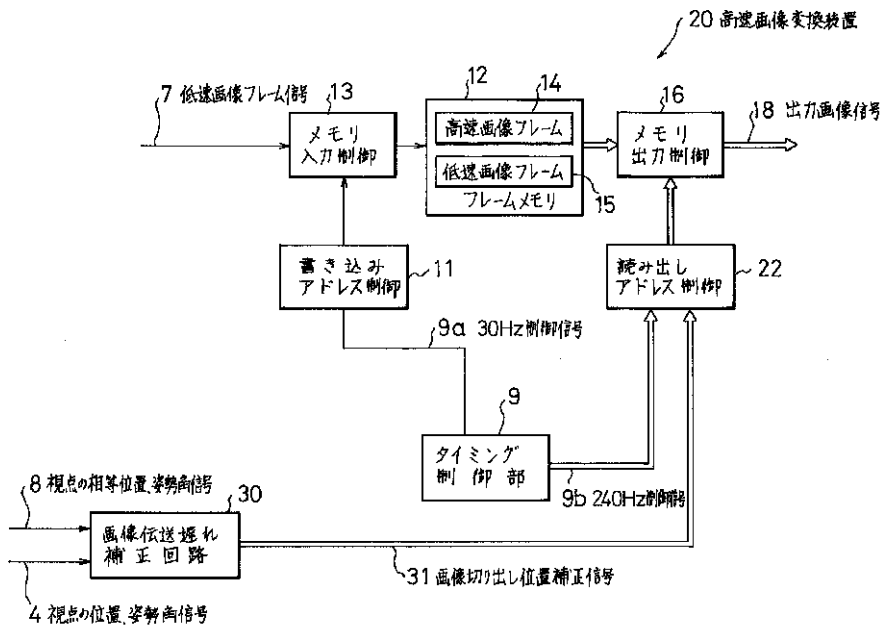 20 高速画像変換装置
7 低速画像フレーム信号
13
メモリ
入力制御
12
14
高速画像フレーム
低速画像フレーム
フレームメモリ
15
16
メモリ
出力制御
18 出力画像信号
書き込み
アドレス制御
11
読み出し
アドレス制御
22
9a 30Hz制御信号
9
タイミング
制御部
9b 240Hz制御信号
8 視点の相等位置、姿勢角信号
30
画像伝送遅れ
補正回路
31 画像切り出し位置補正信号
4 視点の位置、姿勢角信号